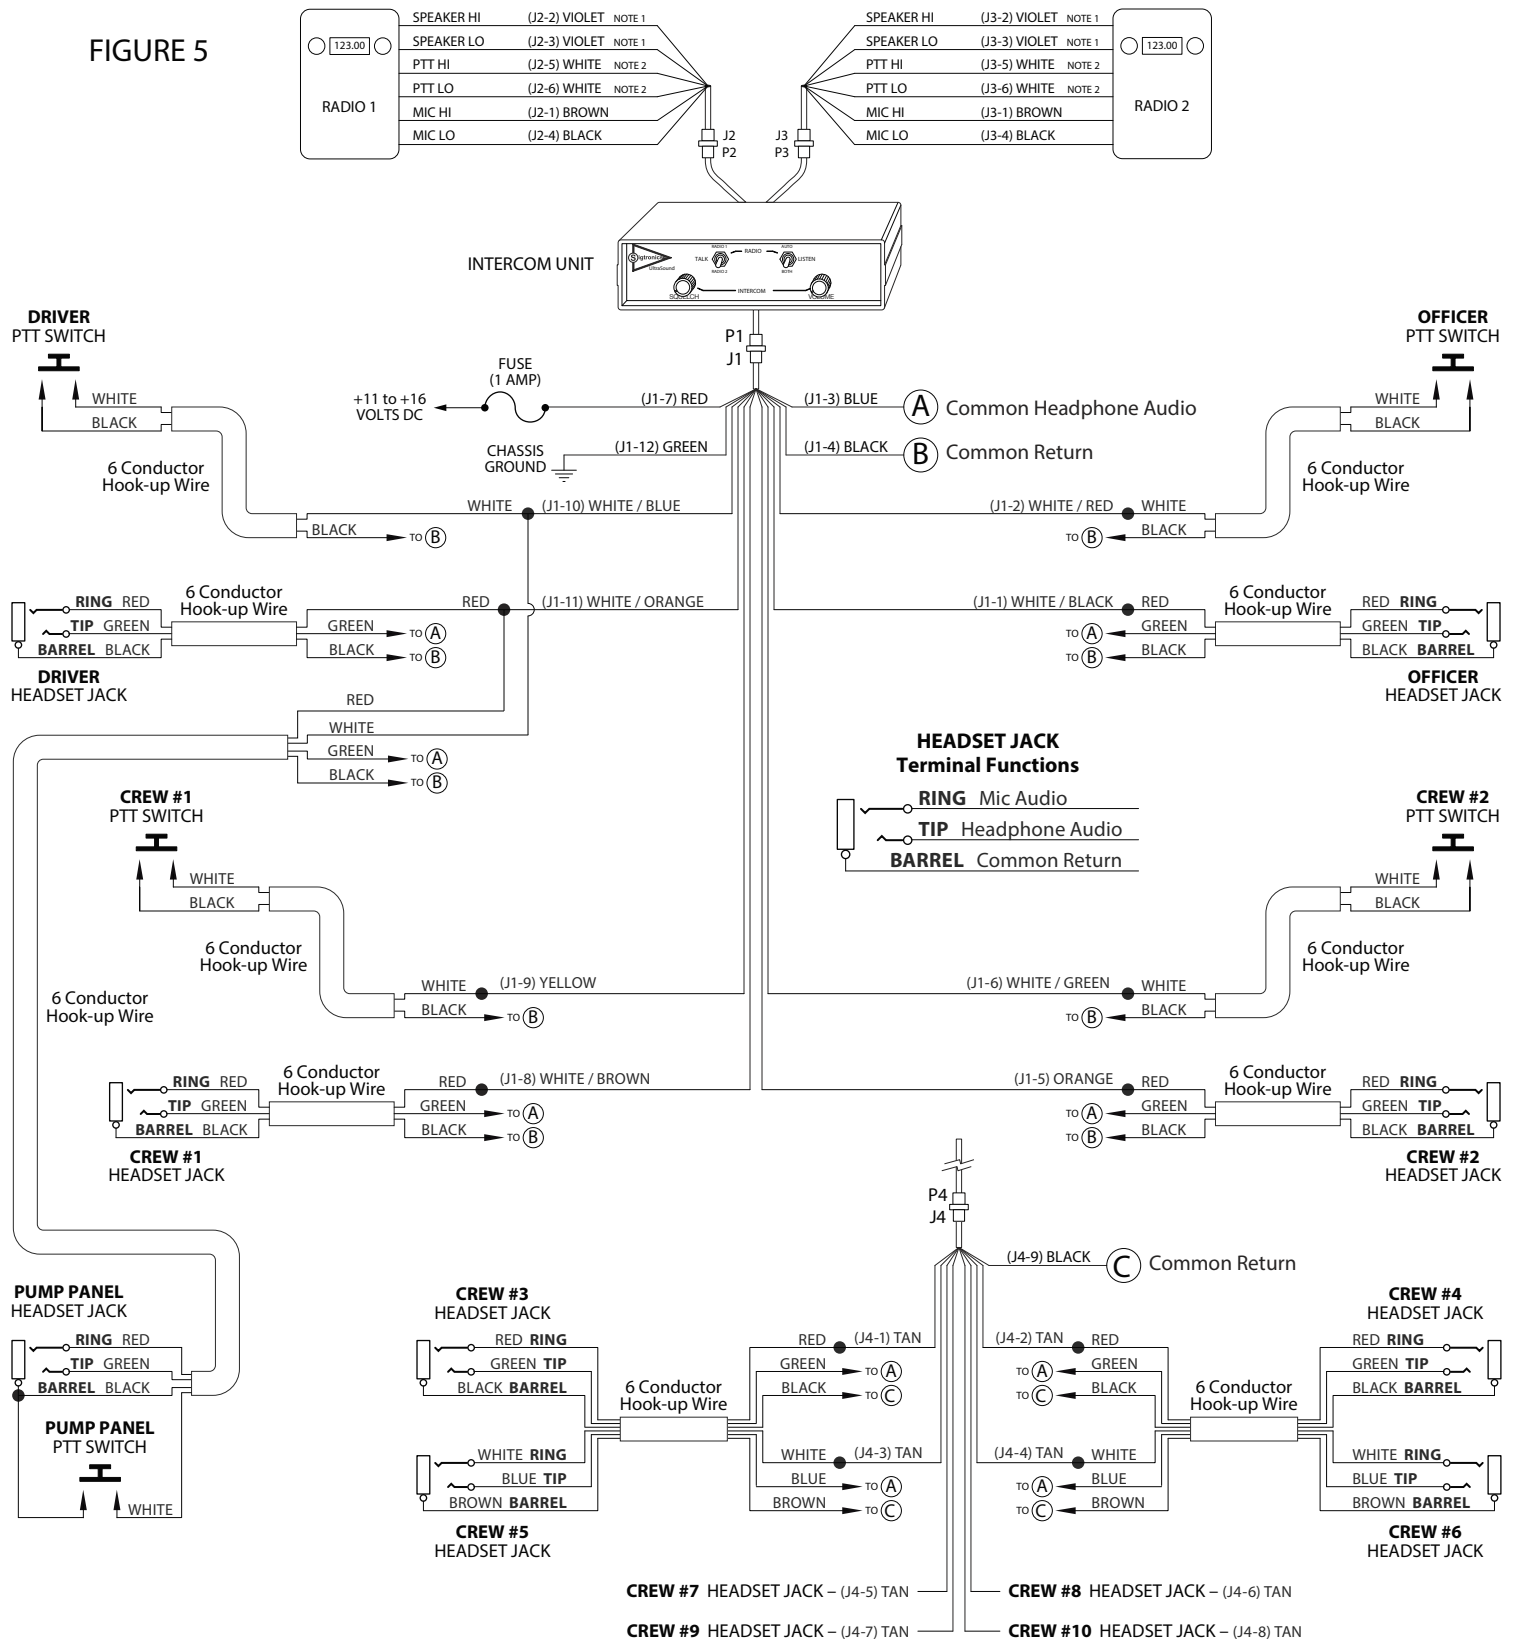 FIGURE 5
SPEAKER HI (J2-2) VIOLET NOTE 1
SPEAKER LO (J2-3) VIOLET NOTE 1
PTT HI (J2-5) WHITE NOTE 2
PTT LO (J2-6) WHITE NOTE 2
MIC HI (J2-1) BROWN
MIC LO (J2-4) BLACK
123.00
RADIO 1
SPEAKER HI (J3-2) VIOLET NOTE 1
SPEAKER LO (J3-3) VIOLET NOTE 1
PTT HI (J3-5) WHITE NOTE 2
PTT LO (J3-6) WHITE NOTE 2
MIC HI (J3-1) BROWN
MIC LO (J3-4) BLACK
123.00
RADIO 2
J2
P2
J3
P3
INTERCOM UNIT
Sigtronics
UltraSound
RADIO 1
TALK
RADIO 2
RADIO
AUTO
LISTEN
BOTH
SQUELCH
INTERCOM
VOLUME
P1
J1
DRIVER
PTT SWITCH
WHITE
BLACK
6 Conductor
Hook-up Wire
FUSE
(1 AMP)
+11 to +16
VOLTS DC
(J1-7) RED
CHASSIS
GROUND
(J1-12) GREEN
(J1-3) BLUE
A Common Headphone Audio
(J1-4) BLACK
B Common Return
OFFICER
PTT SWITCH
WHITE
BLACK
6 Conductor
Hook-up Wire
WHITE (J1-10) WHITE / BLUE
BLACK TO B
(J1-2) WHITE / RED WHITE
TO B BLACK
RING RED
TIP GREEN
BARREL BLACK
DRIVER
HEADSET JACK
6 Conductor
Hook-up Wire
RED (J1-11) WHITE / ORANGE
GREEN TO A
BLACK TO B
(J1-1) WHITE / BLACK RED
TO A GREEN
TO B BLACK
6 Conductor
Hook-up Wire
RED RING
GREEN TIP
BLACK BARREL
OFFICER
HEADSET JACK
RED
WHITE
GREEN TO A
BLACK TO B
HEADSET JACK
Terminal Functions
RING Mic Audio
TIP Headphone Audio
BARREL Common Return
CREW #1
PTT SWITCH
WHITE
BLACK
6 Conductor
Hook-up Wire
CREW #2
PTT SWITCH
WHITE
BLACK
6 Conductor
Hook-up Wire
6 Conductor
Hook-up Wire
WHITE (J1-9) YELLOW
BLACK TO B
(J1-6) WHITE / GREEN WHITE
TO B BLACK
RING RED
TIP GREEN
BARREL BLACK
CREW #1
HEADSET JACK
6 Conductor
Hook-up Wire
RED (J1-8) WHITE / BROWN
GREEN TO A
BLACK TO B
(J1-5) ORANGE RED
TO A GREEN
TO B BLACK
6 Conductor
Hook-up Wire
RED RING
GREEN TIP
BLACK BARREL
CREW #2
HEADSET JACK
P4
J4
(J4-9) BLACK C Common Return
PUMP PANEL
HEADSET JACK
RING RED
TIP GREEN
BARREL BLACK
PUMP PANEL
PTT SWITCH
WHITE
CREW #3
HEADSET JACK
RED RING
GREEN TIP
BLACK BARREL
6 Conductor
Hook-up Wire
WHITE RING
BLUE TIP
BROWN BARREL
CREW #5
HEADSET JACK
RED (J4-1) TAN
GREEN TO A
BLACK TO C
WHITE (J4-3) TAN
BLUE TO A
BROWN TO C
(J4-2) TAN RED
TO A GREEN
TO C BLACK
(J4-4) TAN WHITE
TO A BLUE
TO C BROWN
6 Conductor
Hook-up Wire
CREW #4
HEADSET JACK
RED RING
GREEN TIP
BLACK BARREL
WHITE RING
BLUE TIP
BROWN BARREL
CREW #6
HEADSET JACK
CREW #7 HEADSET JACK – (J4-5) TAN
CREW #8 HEADSET JACK – (J4-6) TAN
CREW #9 HEADSET JACK – (J4-7) TAN
CREW #10 HEADSET JACK – (J4-8) TAN